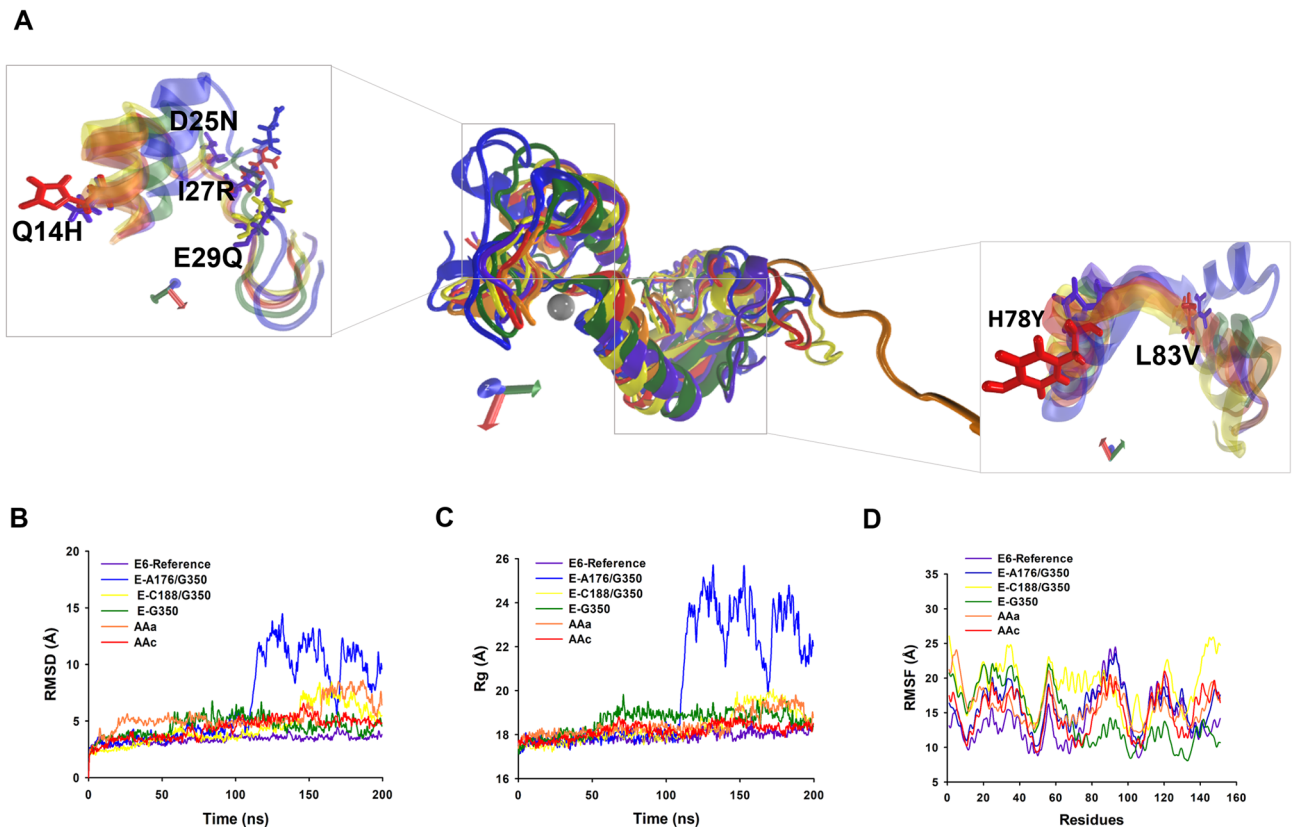 A
D25N
I27R
Q14H
E29Q
H78Y
L83V
B
RMSD (Å)
20
15
10
5
0
E6-Reference
E-A176/G350
E-C188/G350
E-G350
AAa
AAc
0
50
100
150
200
Time (ns)
C
Rg (Å)
26
24
22
20
18
16
E6-Reference
E-A176/G350
E-C188/G350
E-G350
AAa
AAc
0
50
100
150
200
Time (ns)
D
RMSF (Å)
35
30
25
20
15
10
5
E6-Reference
E-A176/G350
E-C188/G350
E-G350
AAa
AAc
0
20
40
60
80
100
120
140
160
Residues